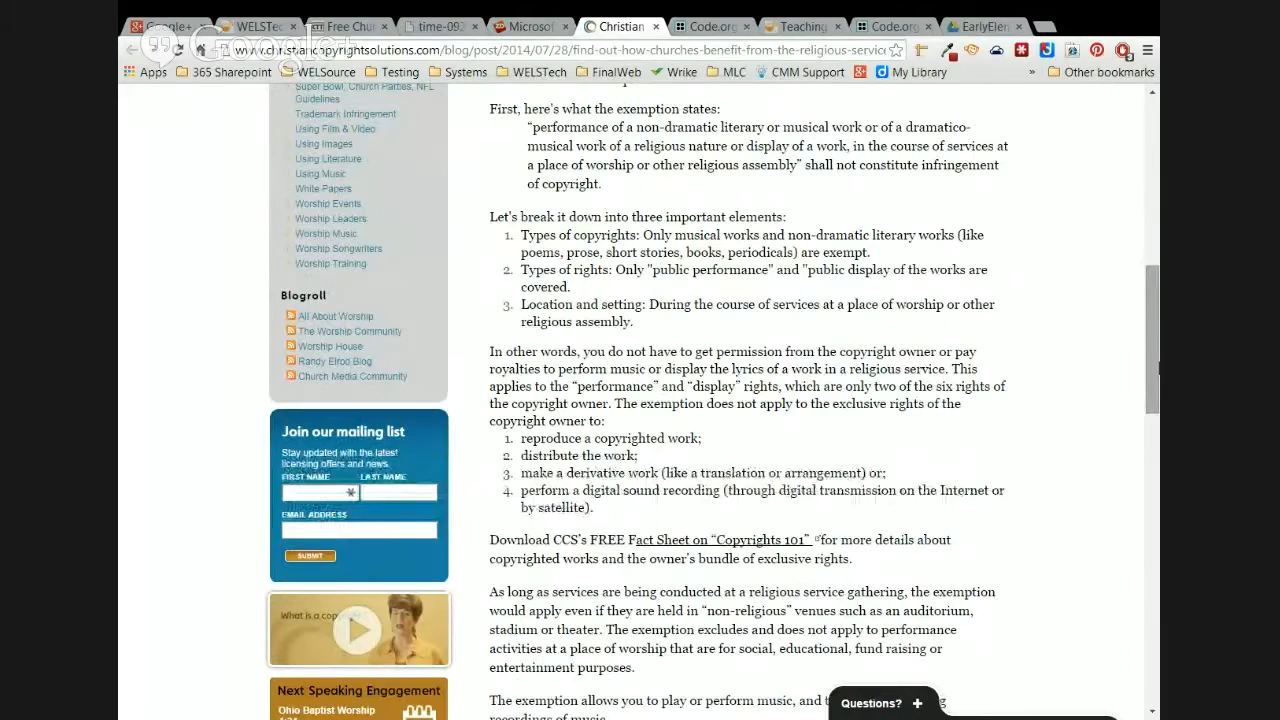 Google+
WELSTec
Free Chur
time-092
Microsof
Christian
Code.org
Teaching
Code.org
EarlyElem
www.christiancopyrightsolutions.com/blog/post/2014/07/28/find-out-how-churches-benefit-from-the-religious-servic
Google+
Apps
365 Sharepoint
WELSource
Testing
Systems
WELSTech
FinalWeb
Wrike
MLC
CMM Support
My Library
»
Other bookmarks
Super Bowl, Church Parties, NFL
Guidelines
Trademark Infringement
Using Film & Video
Using Images
Using Literature
Using Music
White Papers
Worship Events
Worship Leaders
Worship Music
Worship Songwriters
Worship Training
Blogroll
All About Worship
The Worship Community
Worship House
Randy Elrod Blog
Church Media Community
Join our mailing list
Stay updated with the latest
licensing offers and news.
FIRST NAME LAST NAME
EMAIL ADDRESS
SUBMIT
What is a cop
Next Speaking Engagement
Ohio Baptist Worship
First, here's what the exemption states:
“performance of a non-dramatic literary or musical work or of a dramatico-
musical work of a religious nature or display of a work, in the course of services at
a place of worship or other religious assembly” shall not constitute infringement
of copyright.
Let's break it down into three important elements:
1. Types of copyrights: Only musical works and non-dramatic literary works (like
poems, prose, short stories, books, periodicals) are exempt.
2. Types of rights: Only "public performance" and "public display of the works are
covered.
3. Location and setting: During the course of services at a place of worship or other
religious assembly.
In other words, you do not have to get permission from the copyright owner or pay
royalties to perform music or display the lyrics of a work in a religious service. This
applies to the “performance” and “display” rights, which are only two of the six rights of
the copyright owner. The exemption does not apply to the exclusive rights of the
copyright owner to:
1. reproduce a copyrighted work;
2. distribute the work;
3. make a derivative work (like a translation or arrangement) or;
4. perform a digital sound recording (through digital transmission on the Internet or
by satellite).
Download CCS's FREE Fact Sheet on “Copyrights 101” for more details about
copyrighted works and the owner's bundle of exclusive rights.
As long as services are being conducted at a religious service gathering, the exemption
would apply even if they are held in “non-religious” venues such as an auditorium,
stadium or theater. The exemption excludes and does not apply to performance
activities at a place of worship that are for social, educational, fund raising or
entertainment purposes.
The exemption allows you to play or perform music, and
recordings of music
Questions? +